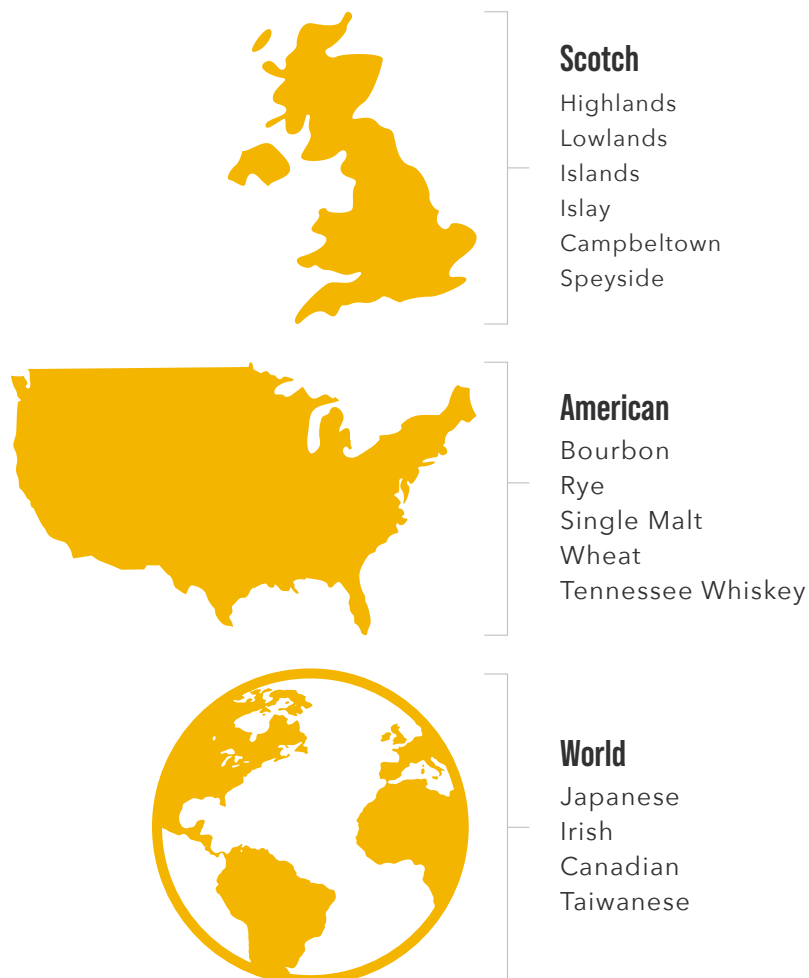 Scotch
Highlands
Lowlands
Islands
Islay
Campbeltown
Speyside
American
Bourbon
Rye
Single Malt
Wheat
Tennessee Whiskey
World
Japanese
Irish
Canadian
Taiwanese